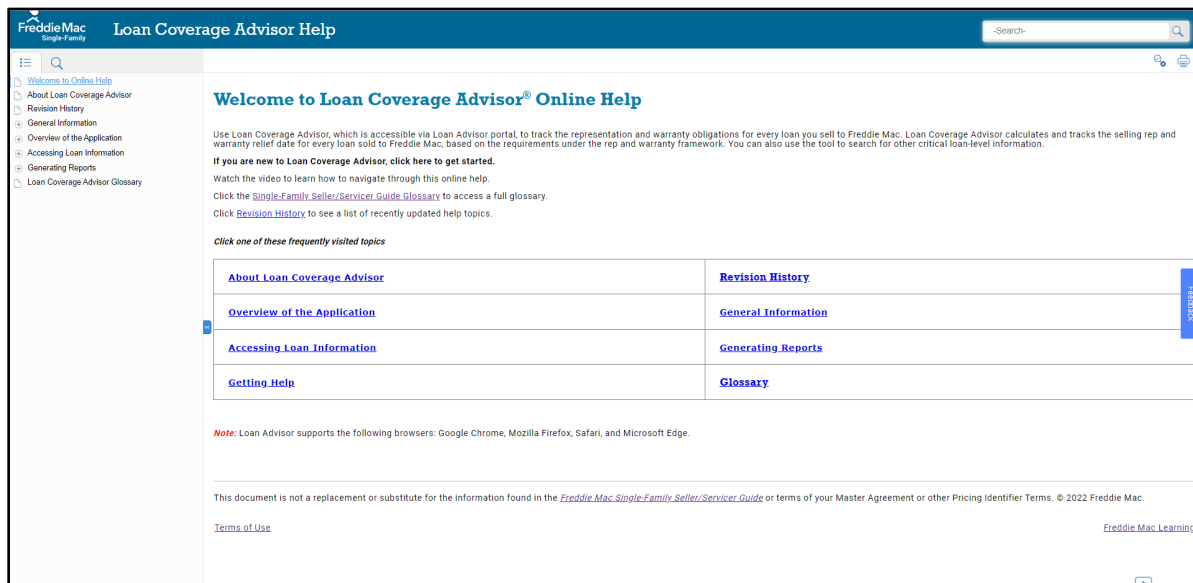 FreddieMac
Single-Family
Loan Coverage Advisor Help
-Search-
Welcome to Online Help
About Loan Coverage Advisor
Revision History
General Information
Overview of the Application
Accessing Loan Information
Generating Reports
Loan Coverage Advisor Glossary
Welcome to Loan Coverage Advisor® Online Help
Use Loan Coverage Advisor, which is accessible via Loan Advisor portal, to track the representation and warranty obligations for every loan you sell to Freddie Mac. Loan Coverage Advisor calculates and tracks the selling rep and
warranty relief date for every loan sold to Freddie Mac, based on the requirements under the rep and warranty framework. You can also use the tool to search for other critical loan-level information.
If you are new to Loan Coverage Advisor, click here to get started.
Watch the video to learn how to navigate through this online help.
Click the Single-Family Seller/Servicer Guide Glossary to access a full glossary.
Click Revision History to see a list of recently updated help topics.
Click one of these frequently visited topics
About Loan Coverage Advisor
Revision History
Overview of the Application
General Information
Accessing Loan Information
Generating Reports
Getting Help
Glossary
Feedback
Note: Loan Advisor supports the following browsers: Google Chrome, Mozilla Firefox, Safari, and Microsoft Edge.
This document is not a replacement or substitute for the information found in the Freddie Mac Single-Family Seller/Servicer Guide or terms of your Master Agreement or other Pricing Identifier Terms. © 2022 Freddie Mac.
Terms of Use
Freddie Mac Learning